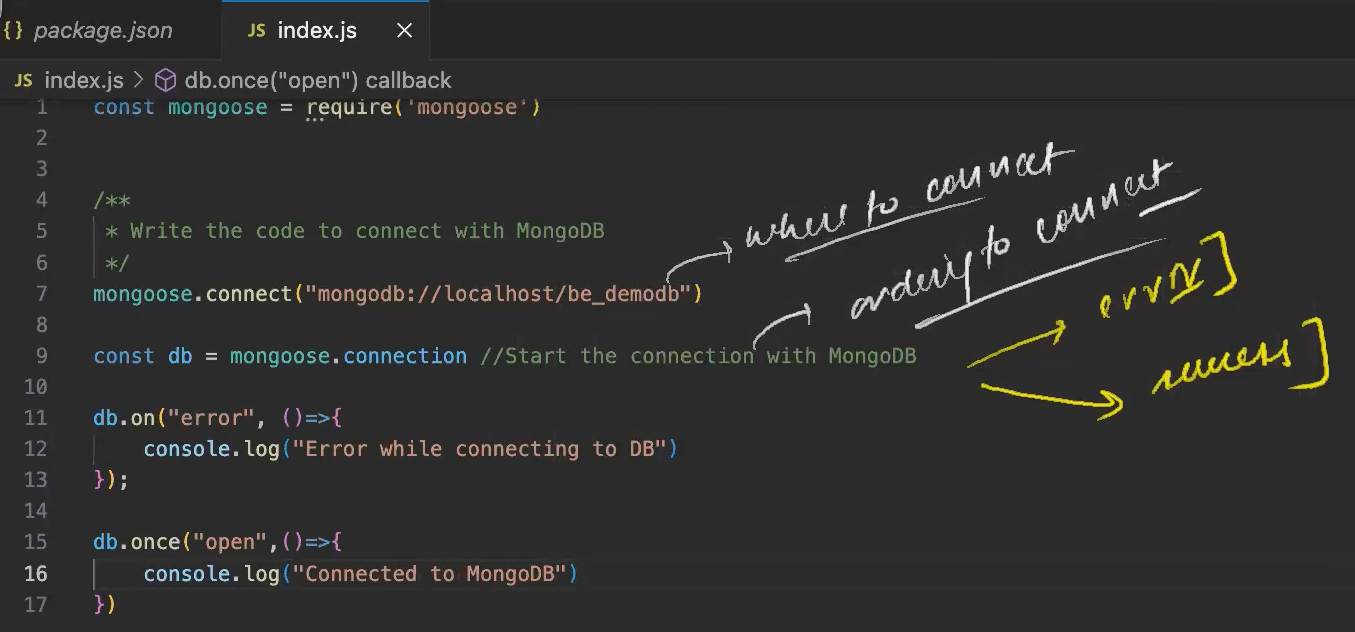 {} package.json JS index.js ×
JS index.js > db.once("open") callback
1 const mongoose = require('mongoose')
2
3
4 /**
5 * Write the code to connect with MongoDB
6 */
7 mongoose.connect("mongodb://localhost/be_demodb")
where to connect
8
9 const db = mongoose.connection //Start the connection with MongoDB
ordering to connect
error]
success]
10
11 db.on("error", ()=>{
12 console.log("Error while connecting to DB")
13 });
14
15 db.once("open",()=>{
16 console.log("Connected to MongoDB")
17 })